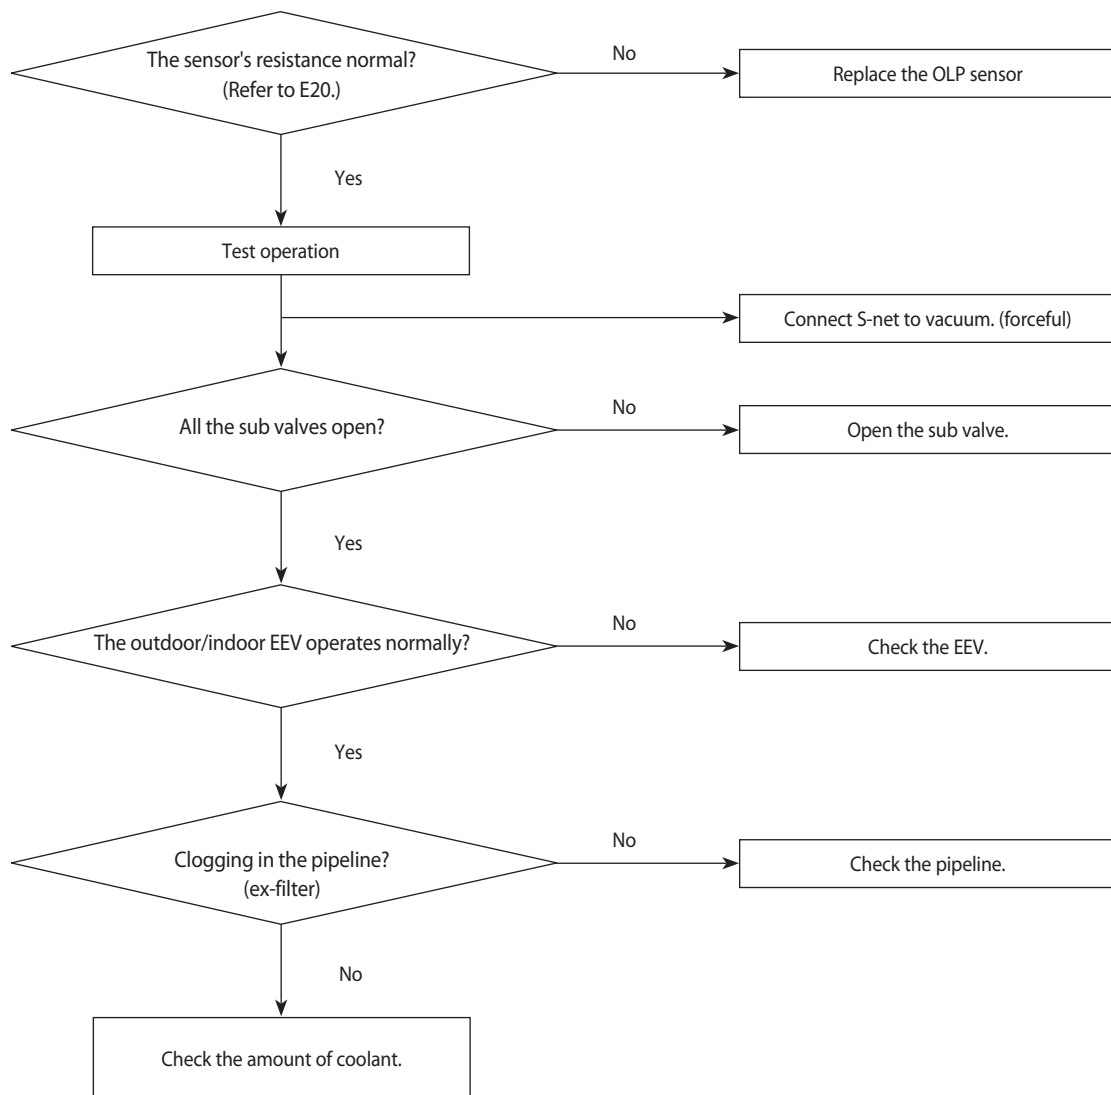 The sensor's resistance normal?
(Refer to E20.)
No
Replace the OLP sensor
Yes
Test operation
Connect S-net to vacuum. (forceful)
All the sub valves open?
No
Open the sub valve.
Yes
The outdoor/indoor EEV operates normally?
No
Check the EEV.
Yes
Clogging in the pipeline?
(ex-filter)
No
Check the pipeline.
No
Check the amount of coolant.